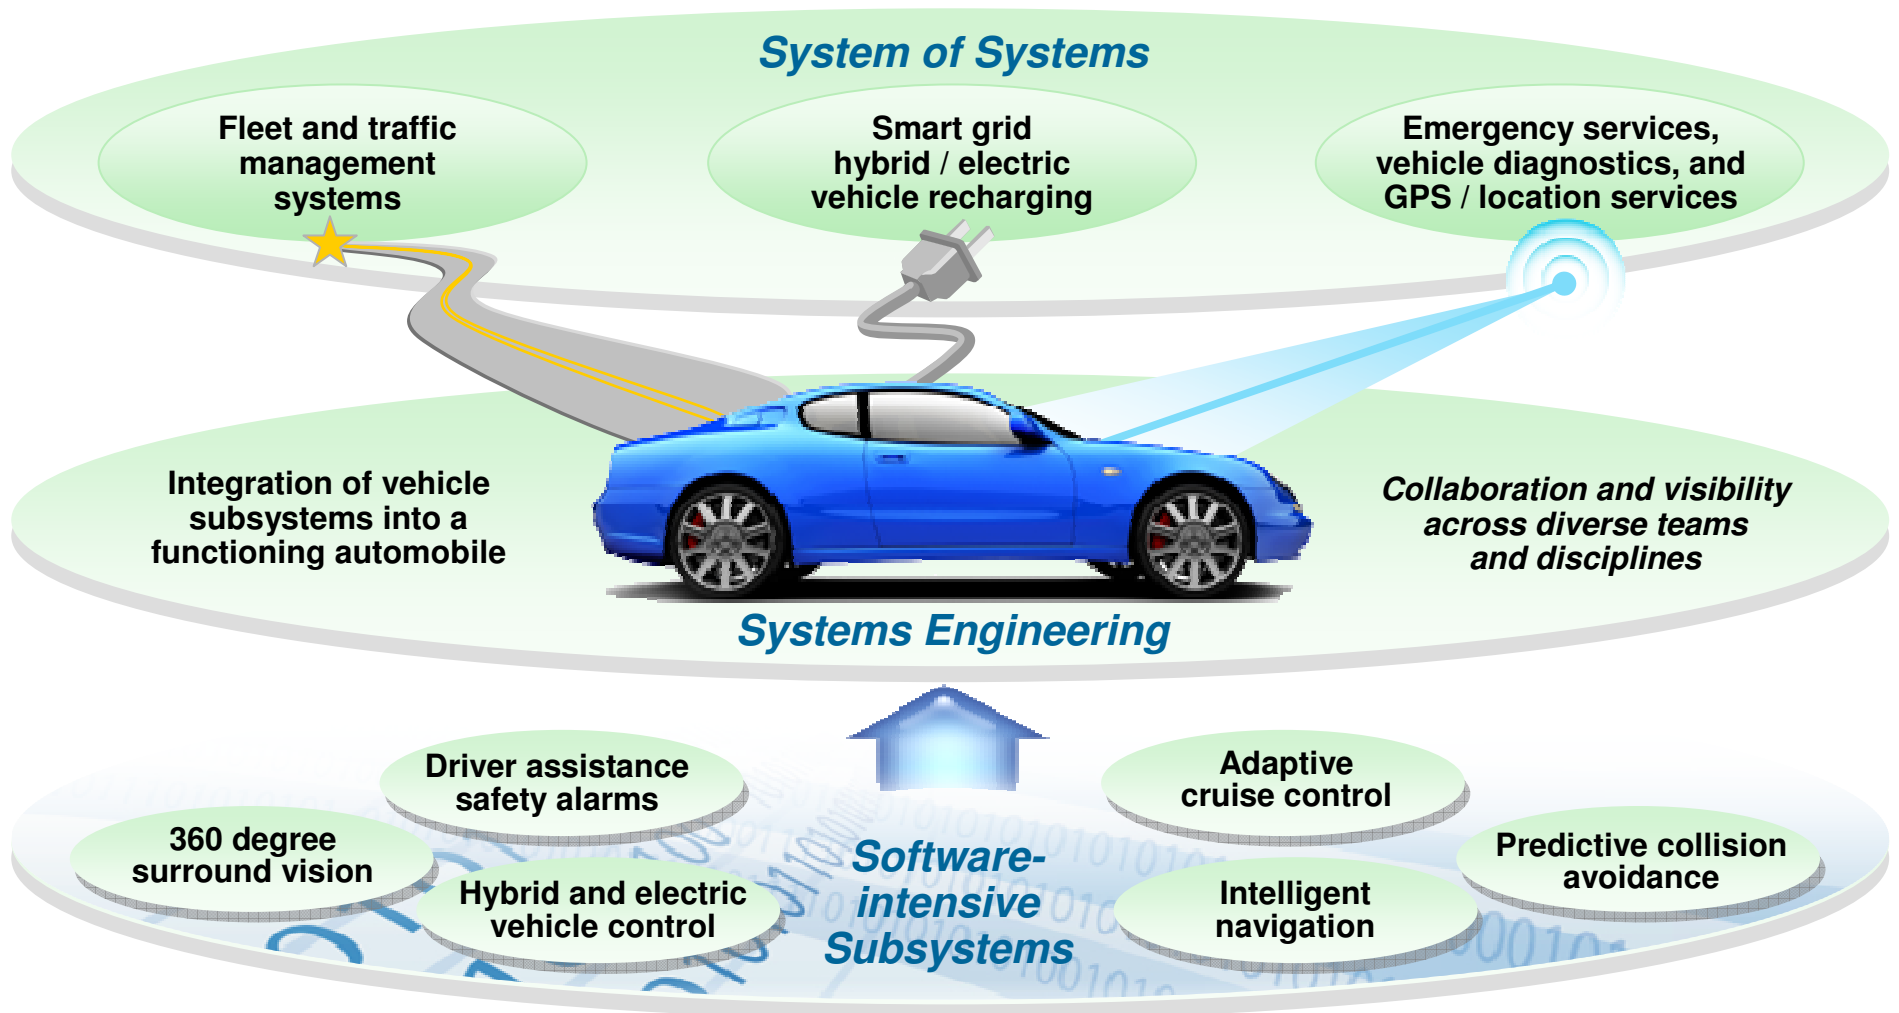 System of Systems
Fleet and traffic
management
systems
Smart grid
hybrid / electric
vehicle recharging
Emergency services,
vehicle diagnostics, and
GPS / location services
Integration of vehicle
subsystems into a
functioning automobile
Collaboration and visibility
across diverse teams
and disciplines
Systems Engineering
Driver assistance
safety alarms
Adaptive
cruise control
360 degree
surround vision
Predictive collision
avoidance
Hybrid and electric
vehicle control
Software-
intensive
Subsystems
Intelligent
navigation